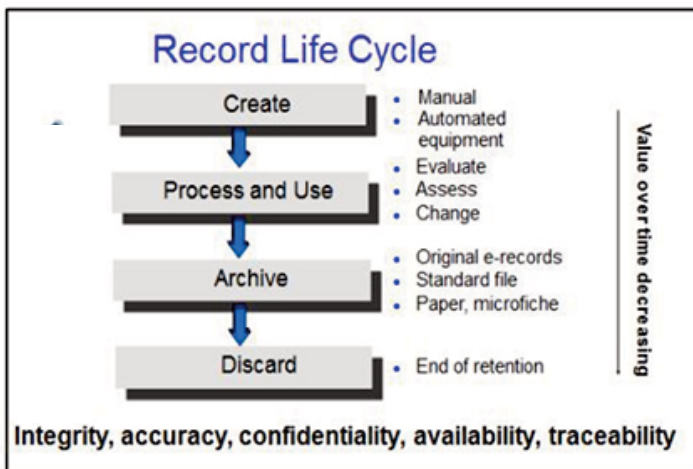 Record Life Cycle
Create
• Manual
• Automated
equipment
Process and Use
• Evaluate
• Assess
• Change
Archive
• Original e-records
• Standard file
• Paper, microfiche
Discard
• End of retention
Value over time decreasing
Integrity, accuracy, confidentiality, availability, traceability